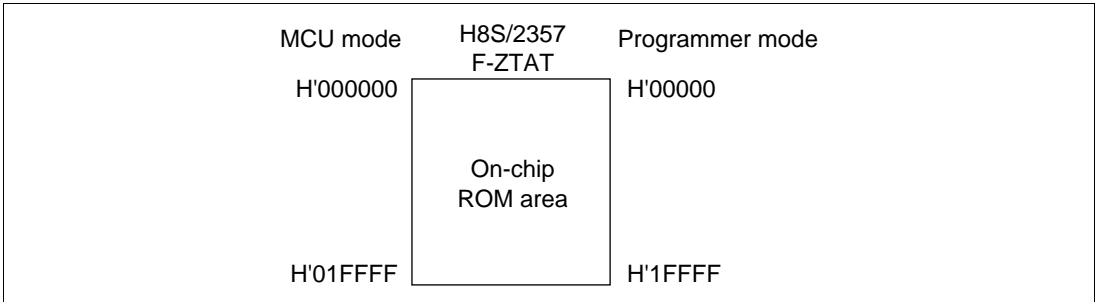 MCU mode H8S/2357 Programmer mode
F-ZTAT
H'000000 H'00000
On-chip
ROM area
H'01FFFF H'1FFFF